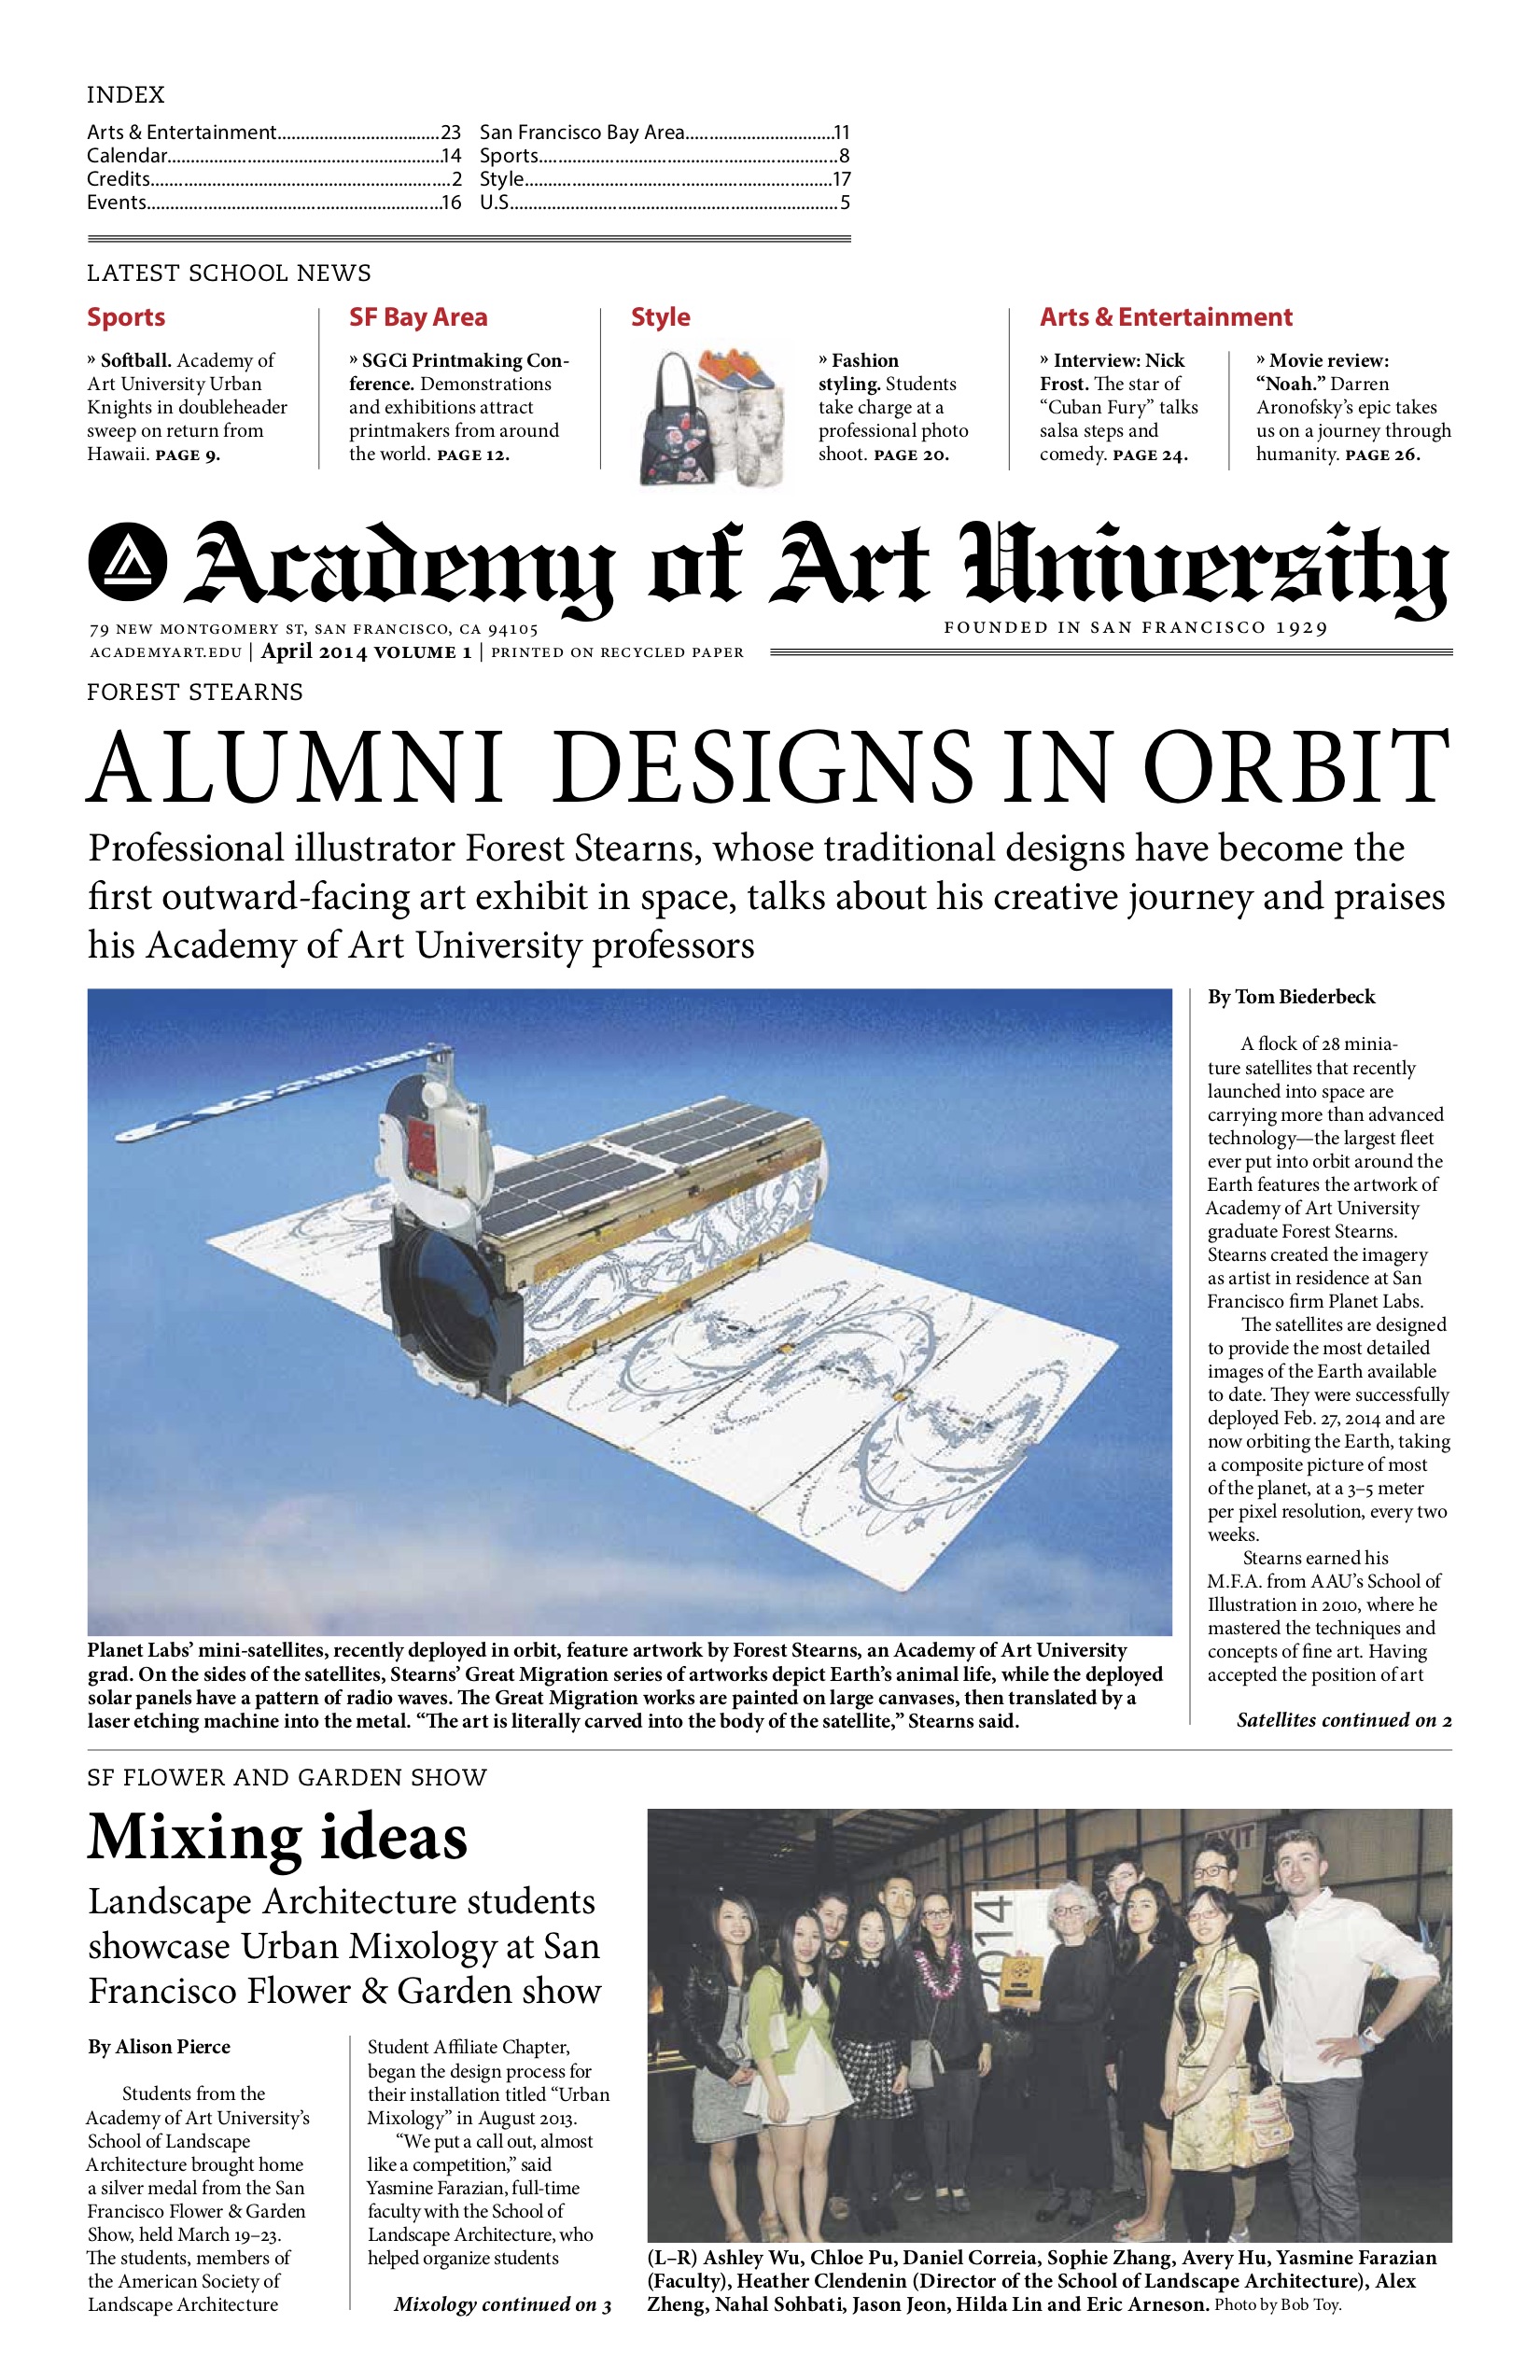 INDEX
Arts & Entertainment...................................23
Calendar...........................................................14
Credits................................................................2
Events...............................................................16
San Francisco Bay Area................................11
Sports................................................................8
Style..................................................................17
U.S......................................................................5
LATEST SCHOOL NEWS
Sports
» Softball. Academy of
Art University Urban
Knights in doubleheader
sweep on return from
Hawaii. PAGE 9.
SF Bay Area
» SGCi Printmaking Con-
ference. Demonstrations
and exhibitions attract
printmakers from around
the world. PAGE 12.
Style
» Fashion
styling. Students
take charge at a
professional photo
shoot. PAGE 20.
Arts & Entertainment
» Interview: Nick
Frost. The star of
“Cuban Fury” talks
salsa steps and
comedy. PAGE 24.
» Movie review:
“Noah.” Darren
Aronofsky’s epic takes
us on a journey through
humanity. PAGE 26.
Academy of Art University
79 NEW MONTGOMERY ST, SAN FRANCISCO, CA 94105
FOUNDED IN SAN FRANCISCO 1929
ACADEMYART.EDU | April 2014 VOLUME 1 | PRINTED ON RECYCLED PAPER
FOREST STEARNS
ALUMNI DESIGNS IN ORBIT
Professional illustrator Forest Stearns, whose traditional designs have become the
first outward-facing art exhibit in space, talks about his creative journey and praises
his Academy of Art University professors
By Tom Biederbeck
A flock of 28 minia-
ture satellites that recently
launched into space are
carrying more than advanced
technology—the largest fleet
ever put into orbit around the
Earth features the artwork of
Academy of Art University
graduate Forest Stearns.
Stearns created the imagery
as artist in residence at San
Francisco firm Planet Labs.
The satellites are designed
to provide the most detailed
images of the Earth available
to date. They were successfully
deployed Feb. 27, 2014 and are
now orbiting the Earth, taking
a composite picture of most
of the planet, at a 3–5 meter
per pixel resolution, every two
weeks.
Stearns earned his
M.F.A. from AAU’s School of
Illustration in 2010, where he
mastered the techniques and
concepts of fine art. Having
accepted the position of art
Satellites continued on 2
Planet Labs’ mini-satellites, recently deployed in orbit, feature artwork by Forest Stearns, an Academy of Art University
grad. On the sides of the satellites, Stearns’ Great Migration series of artworks depict Earth’s animal life, while the deployed
solar panels have a pattern of radio waves. The Great Migration works are painted on large canvases, then translated by a
laser etching machine into the metal. “The art is literally carved into the body of the satellite,” Stearns said.
SF FLOWER AND GARDEN SHOW
Mixing ideas
Landscape Architecture students
showcase Urban Mixology at San
Francisco Flower & Garden show
By Alison Pierce
Students from the
Academy of Art University’s
School of Landscape
Architecture brought home
a silver medal from the San
Francisco Flower & Garden
Show, held March 19–23.
The students, members of
the American Society of
Landscape Architecture
Student Affiliate Chapter,
began the design process for
their installation titled “Urban
Mixology” in August 2013.
“We put a call out, almost
like a competition,” said
Yasmine Farazian, full-time
faculty with the School of
Landscape Architecture, who
helped organize students
Mixology continued on 3
EXIT
2014
(L–R) Ashley Wu, Chloe Pu, Daniel Correia, Sophie Zhang, Avery Hu, Yasmine Farazian
(Faculty), Heather Clendenin (Director of the School of Landscape Architecture), Alex
Zheng, Nahal Sohbati, Jason Jeon, Hilda Lin and Eric Arneson. Photo by Bob Toy.